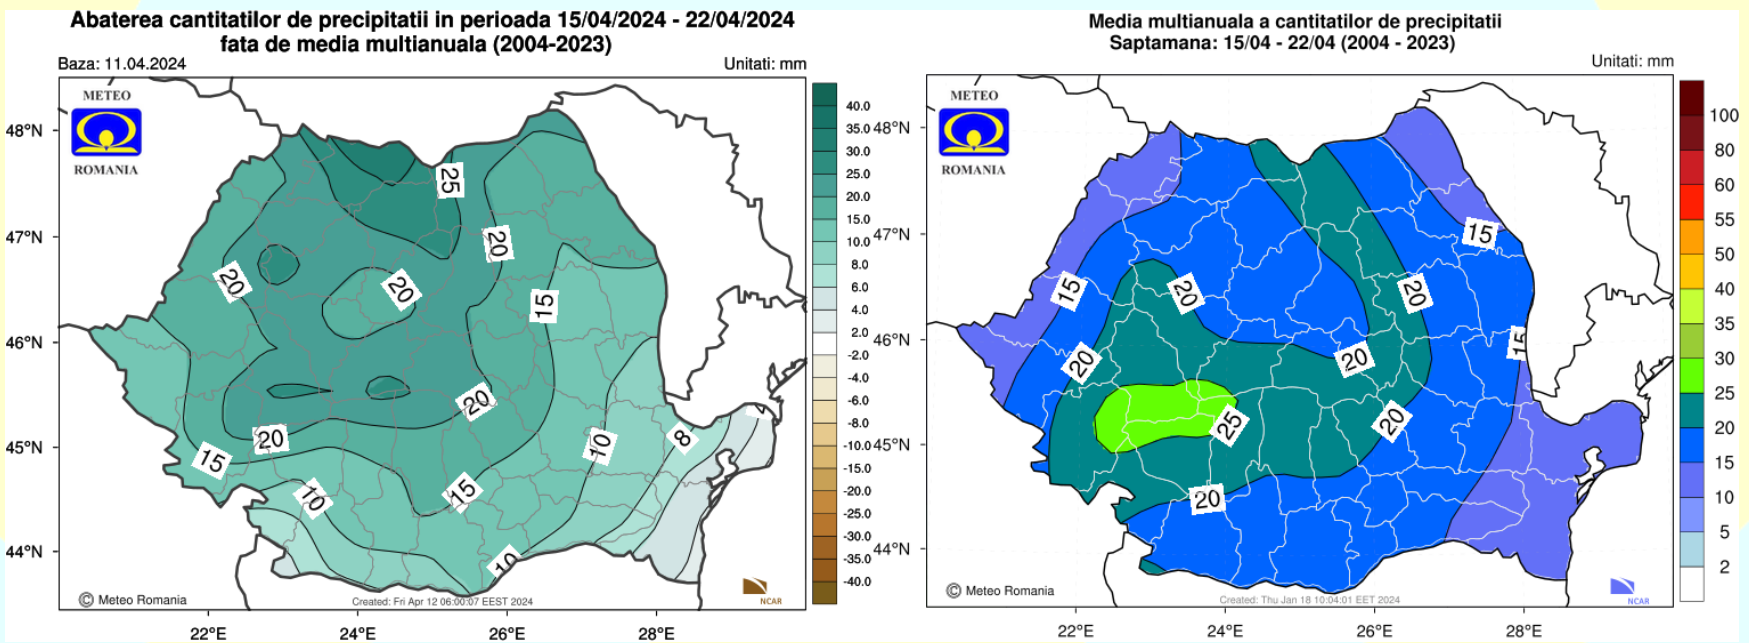 Abaterea cantitatilor de precipitatii in perioada 15/04/2024 - 22/04/2024
fata de media multianuala (2004-2023)
Baza: 11.04.2024
Unitati: mm
METEO
ROMANIA
48°N
47°N
46°N
45°N
44°N
25
20
20
20
15
20
20
15
10
15
10
8
4
10
40.0
35.0
30.0
25.0
20.0
15.0
10.0
8.0
6.0
4.0
2.0
-2.0
-4.0
-6.0
-8.0
-10.0
-15.0
-20.0
-25.0
-30.0
-35.0
-40.0
© Meteo Romania
Created: Fri Apr 12 06:00:07 EEST 2024
NCAR
22°E
24°E
26°E
28°E
Media multianuala a cantitatilor de precipitatii
Saptamana: 15/04 - 22/04 (2004 - 2023)
Unitati: mm
METEO
ROMANIA
48°N
47°N
46°N
45°N
44°N
15
15
20
20
15
20
20
25
20
20
100
80
60
55
50
40
35
30
25
20
15
10
5
2
© Meteo Romania
Created: Thu Jan 18 10:04:01 EET 2024
NCAR
22°E
24°E
26°E
28°E